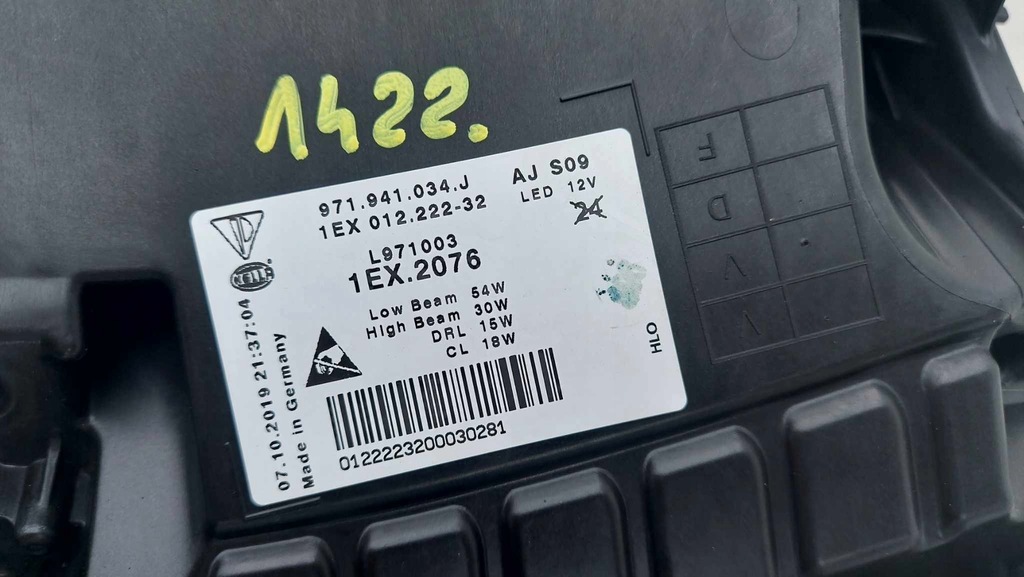 1422.
971.941.034.J
AJ S09
1EX 012.222-32
LED 12V
24
L971003
1EX.2076
HELLA
Low Beam 54W
High Beam 30W
DRL 15W
CL 18W
07.10.2019 21:37:04
Made in Germany
HLO
0122223200030281
F
D
V
V